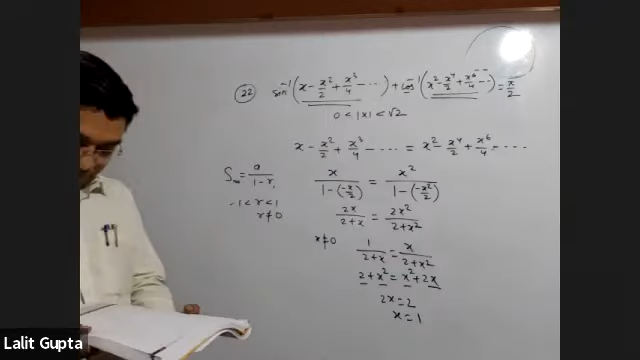 22 sin⁻¹(x - x²/2 + x³/4 - ...) + cos⁻¹(x² - x⁴/2 + x⁶/4 - ...) = π/2
0 < |x| < √2
x - x²/2 + x³/4 - .... = x² - x⁴/2 + x⁶/4 - ....
S∞ = a/(1-r)
-1 < r < 1
r ≠ 0
x/(1-(-x/2)) = x²/(1-(-x²/2))
2x/(2+x) = 2x²/(2+x²)
x ≠ 0
1/(2+x) = x/(2+x²)
2 + x² = x² + 2x
2x = 2
x = 1
Lalit Gupta